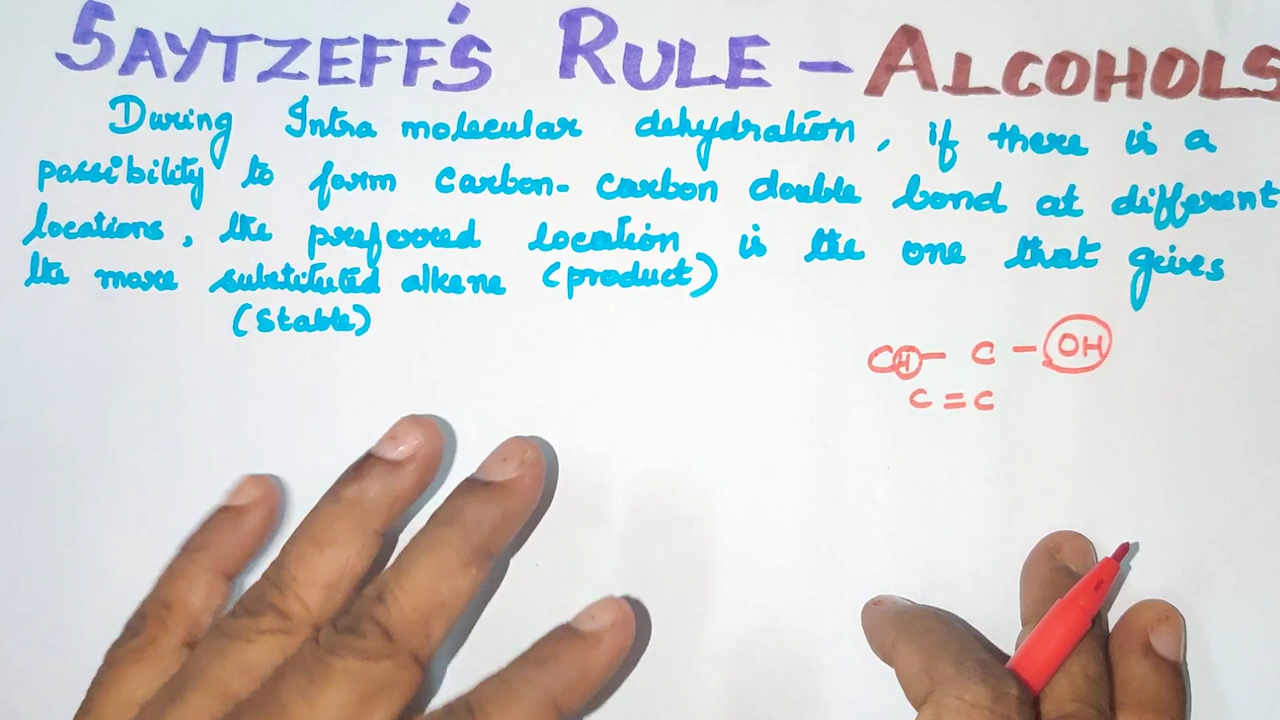 SAYTZEFF'S RULE - ALCOHOLS
During Intra molecular dehydration, if there is a
possibility to form carbon-carbon double bond at different
locations, the preferred location is the one that gives
the more substituted alkene (product)
(Stable)
CH - C - OH
C = C